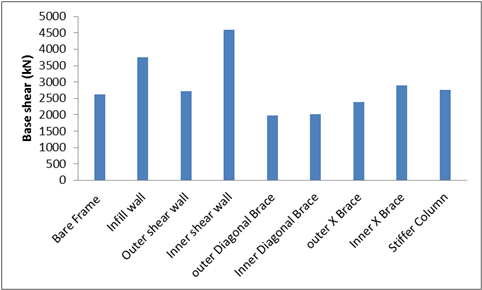 5000
4500
4000
3500
3000
2500
2000
1500
1000
500
0
Base shear (kN)
Bare Frame
Infill wall
Outer shear wall
Inner shear wall
outer Diagonal Brace
Inner Diagonal Brace
outer X Brace
Inner X Brace
Stiffer Column